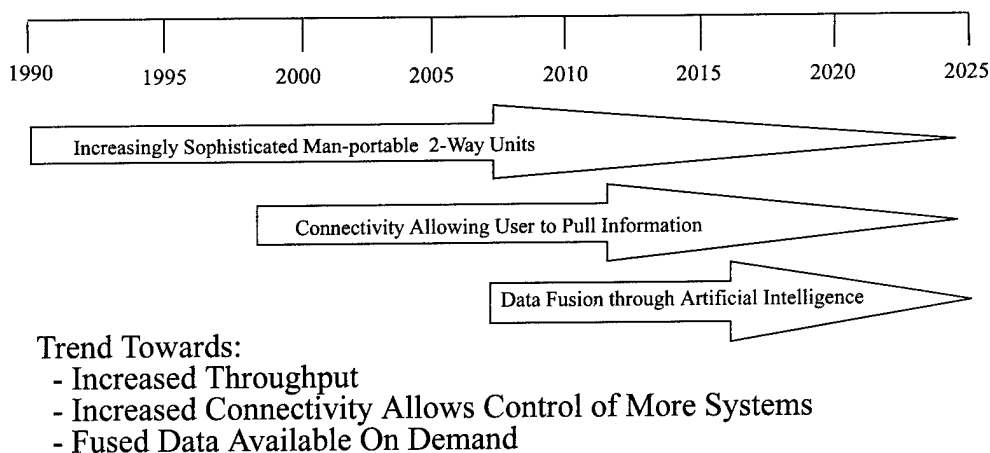 1990 1995 2000 2005 2010 2015 2020 2025
Increasingly Sophisticated Man-portable 2-Way Units
Connectivity Allowing User to Pull Information
Data Fusion through Artificial Intelligence
Trend Towards:
- Increased Throughput
- Increased Connectivity Allows Control of More Systems
- Fused Data Available On Demand